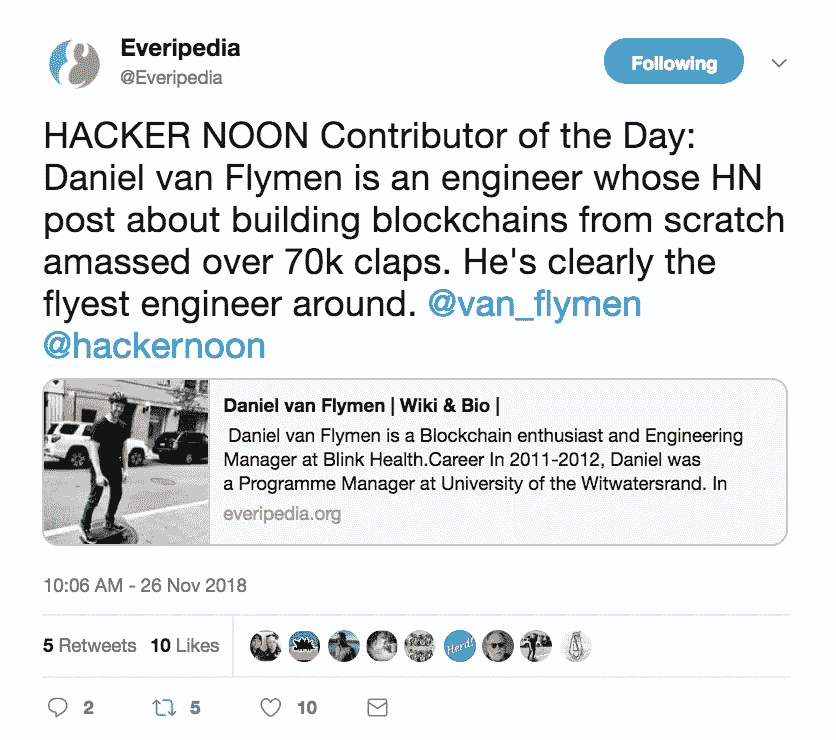 Everipedia
@Everipedia
Following
HACKER NOON Contributor of the Day:
Daniel van Flymen is an engineer whose HN
post about building blockchains from scratch
amassed over 70k claps. He's clearly the
flyest engineer around. @van_flymen
@hackernoon
Daniel van Flymen | Wiki & Bio |
Daniel van Flymen is a Blockchain enthusiast and Engineering
Manager at Blink Health.Career In 2011-2012, Daniel was
a Programme Manager at University of the Witwatersrand. In
everipedia.org
10:06 AM - 26 Nov 2018
5 Retweets 10 Likes
Herd!
2 5 10